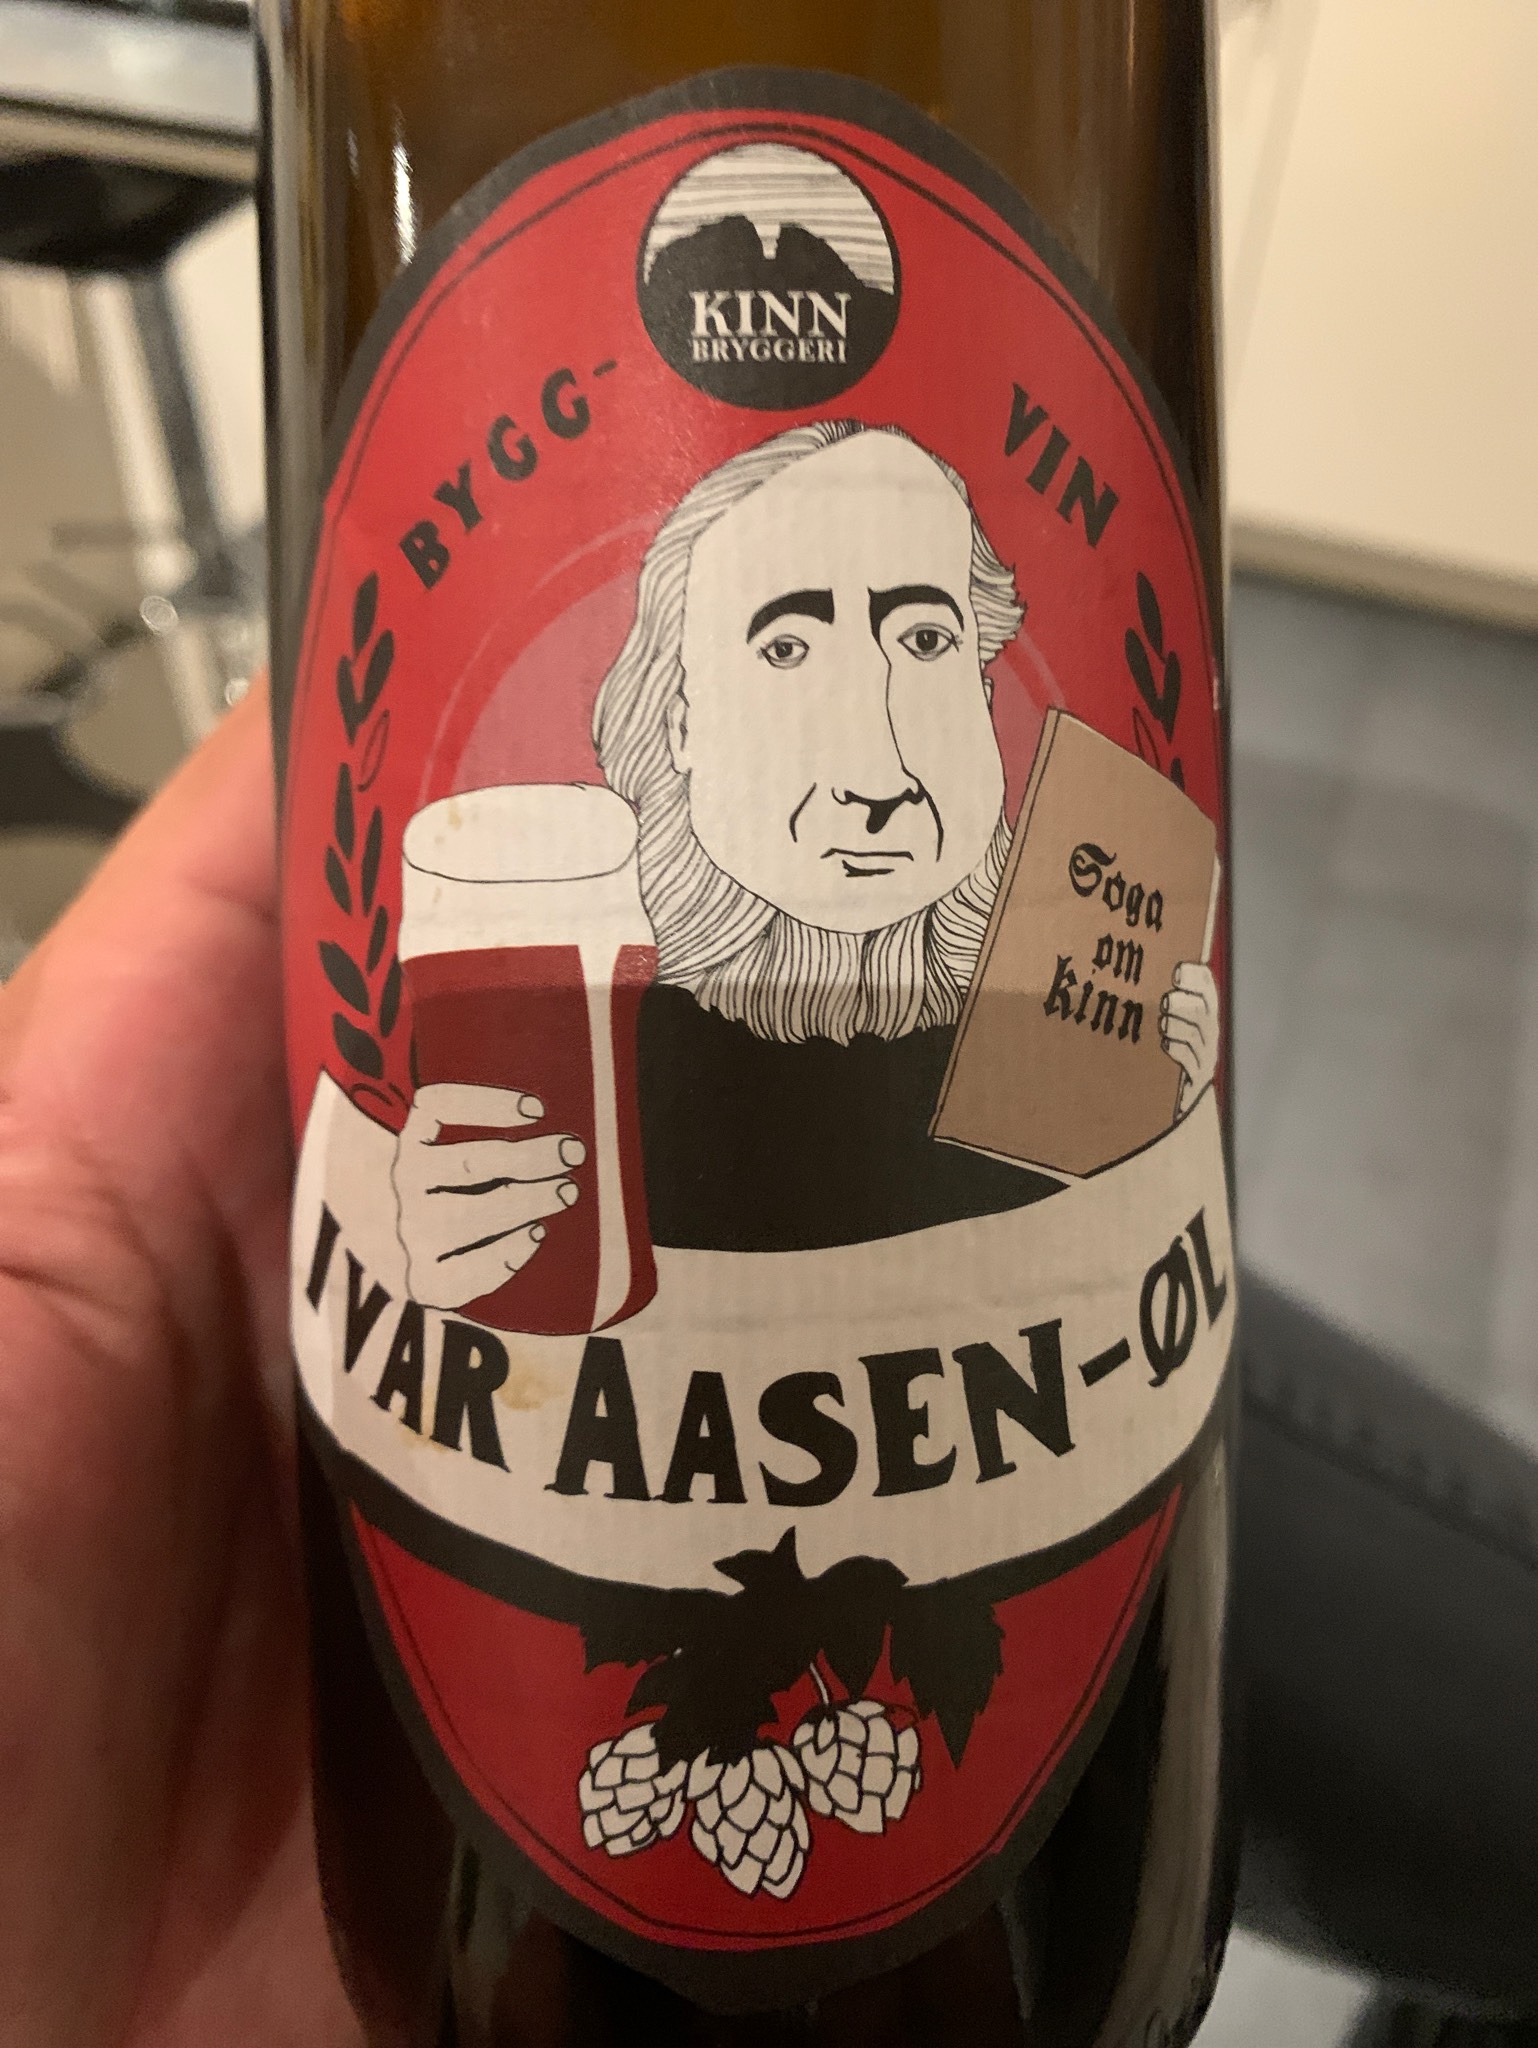 KINN
BRYGGERI
BYGG-
VIN
Soga
om
kinn
IVAR AASEN-ØL